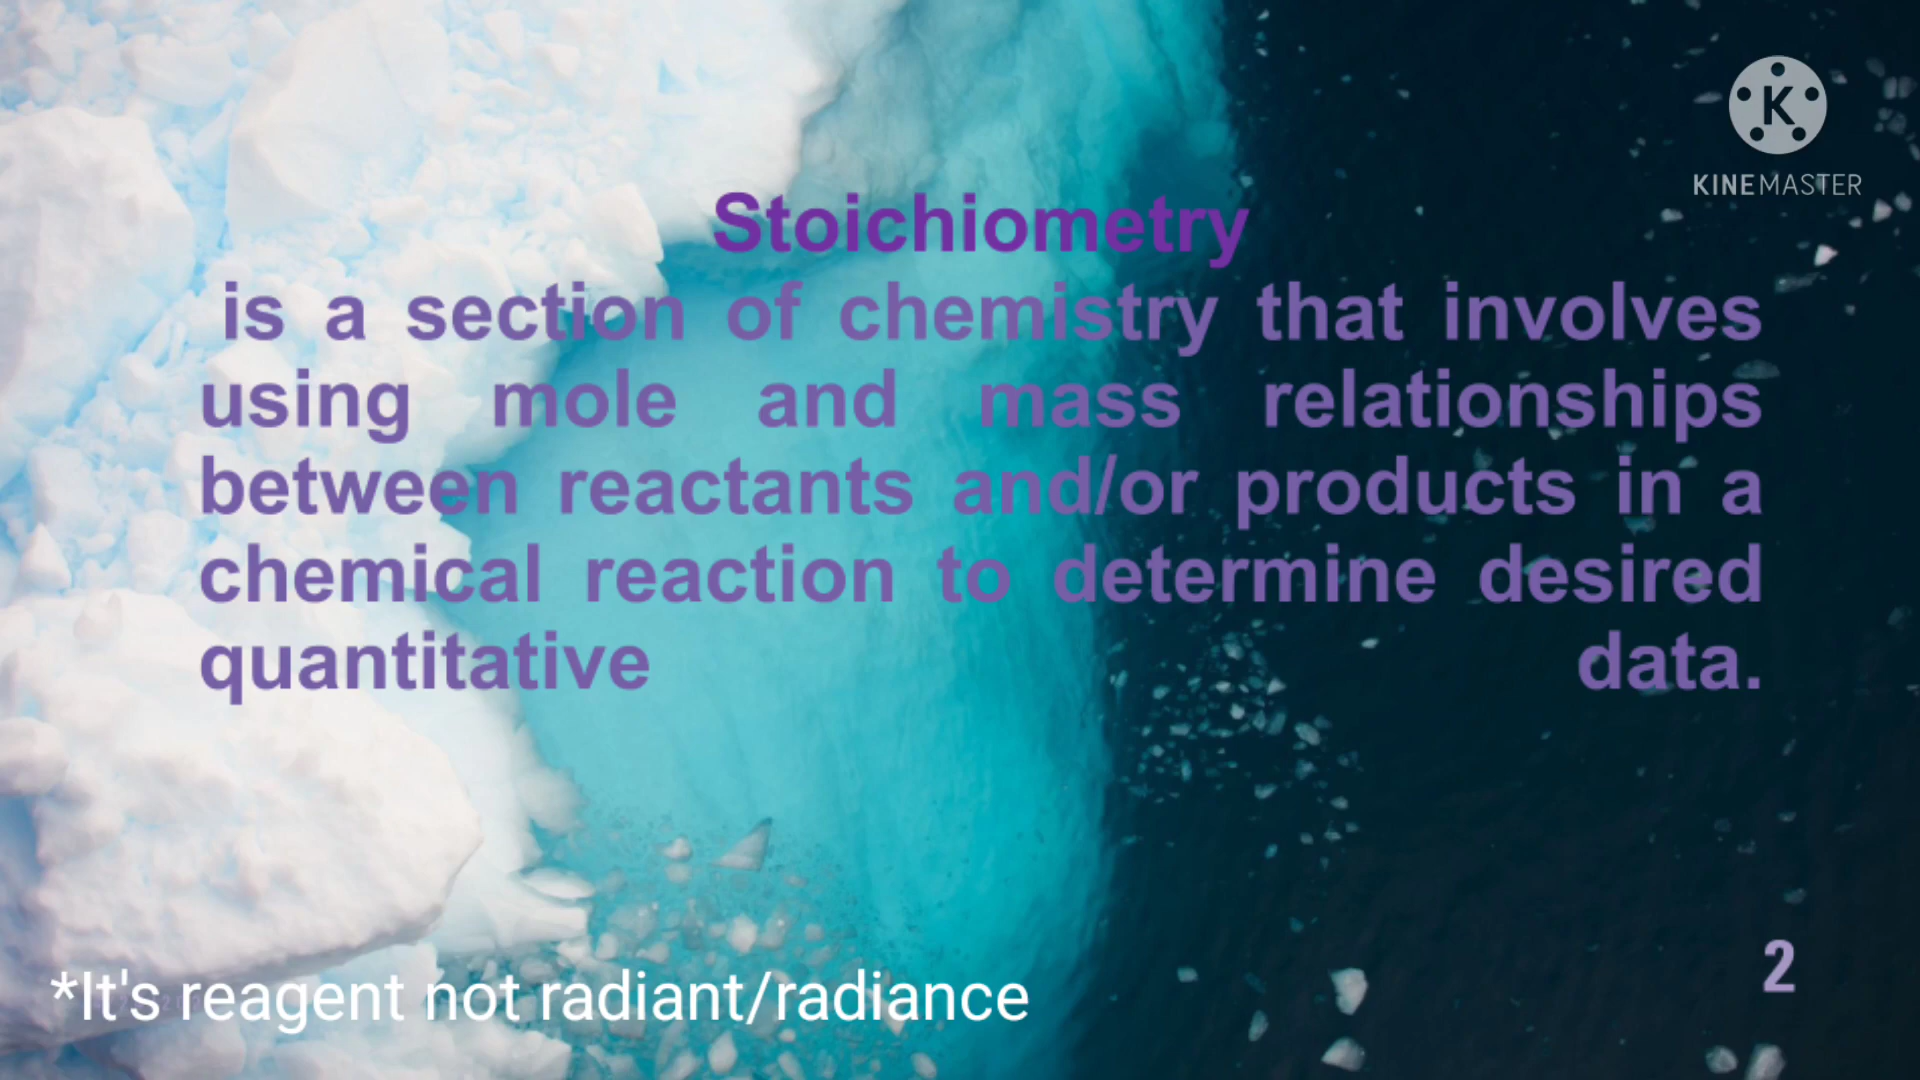 KINEMASTER
Stoichiometry
is a section of chemistry that involves
using mole and mass relationships
between reactants and/or products in a
chemical reaction to determine desired
quantitative data.
*It's reagent not radiant/radiance
2